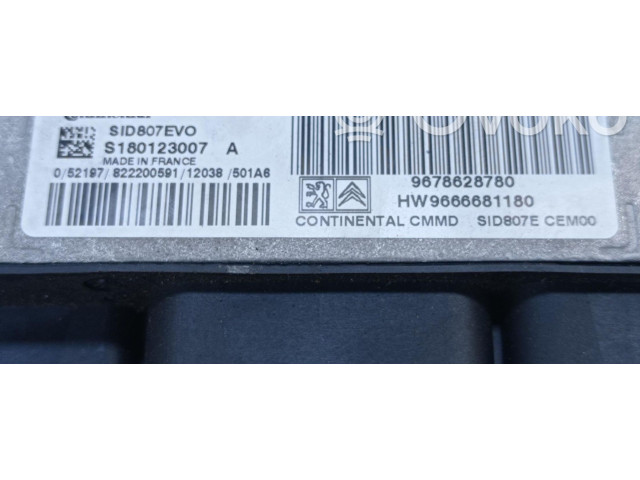 SID807EVO
S180123007 A
MADE IN FRANCE
0/52197/822200591/12038/501A6
9678628780
HW9666681180
CONTINENTAL CMMD SID807E CEM00
OVOKO